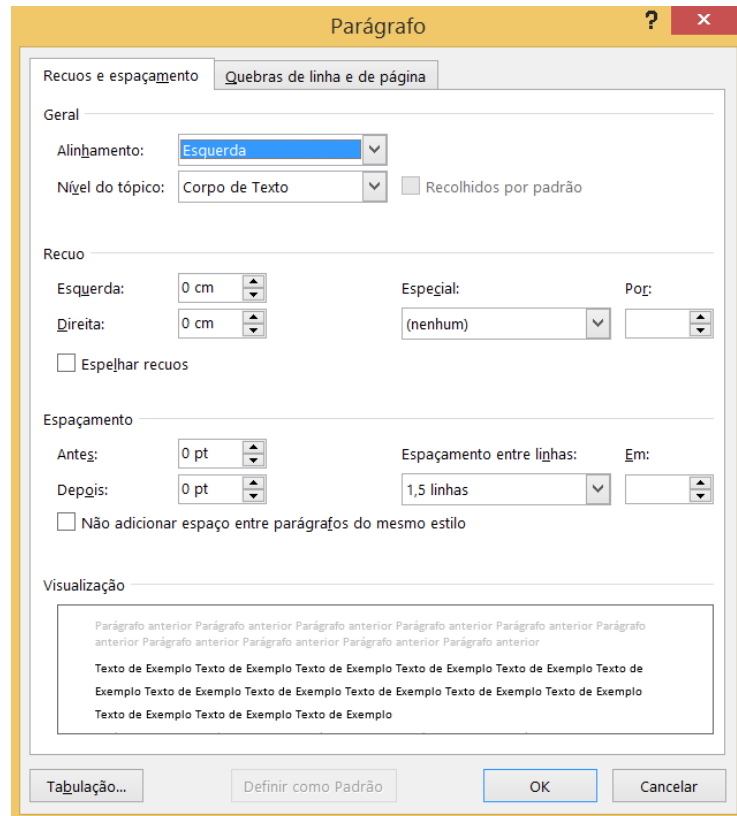 Parágrafo ? ×
Recuos e espaçamento Quebras de linha e de página
Geral
Alinhamento: Esquerda
Nível do tópico: Corpo de Texto Recolhidos por padrão
Recuo
Esquerda: 0 cm Especial: Por:
Direita: 0 cm (nenhum)
Espelhar recuos
Espaçamento
Antes: 0 pt Espaçamento entre linhas: Em:
Depois: 0 pt 1,5 linhas
Não adicionar espaço entre parágrafos do mesmo estilo
Visualização
Parágrafo anterior Parágrafo anterior Parágrafo anterior Parágrafo anterior Parágrafo anterior Parágrafo
anterior Parágrafo anterior Parágrafo anterior Parágrafo anterior Parágrafo anterior
Texto de Exemplo Texto de Exemplo Texto de Exemplo Texto de Exemplo Texto de Exemplo Texto de
Exemplo Texto de Exemplo Texto de Exemplo Texto de Exemplo Texto de Exemplo Texto de Exemplo
Texto de Exemplo Texto de Exemplo Texto de Exemplo
Tabulação... Definir como Padrão OK Cancelar